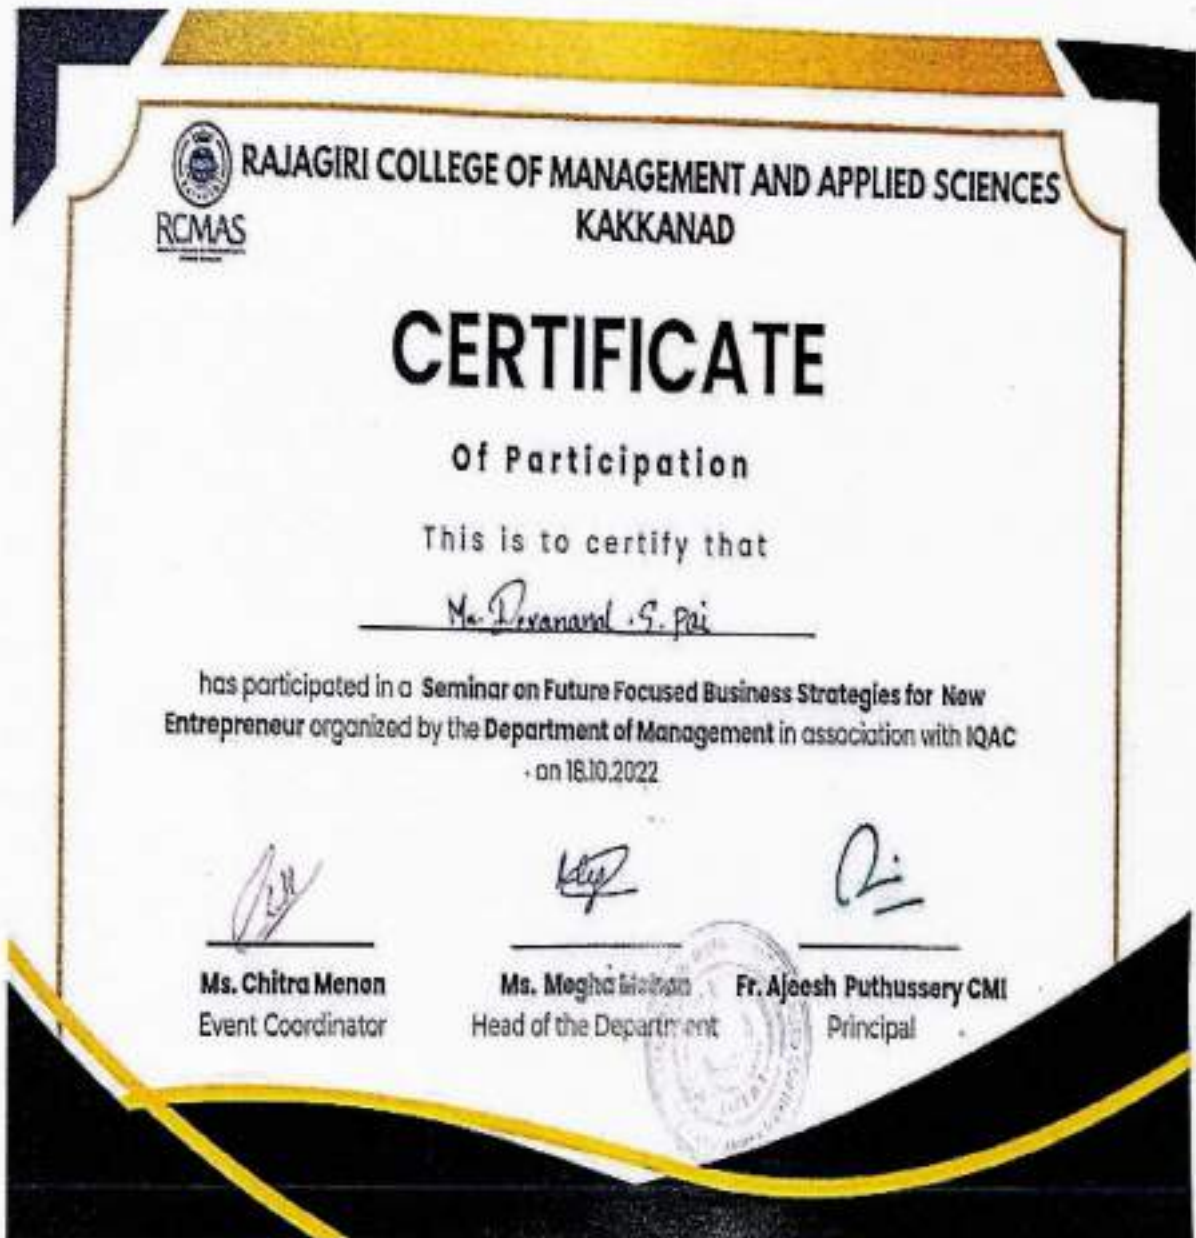 RAJAGIRI COLLEGE OF MANAGEMENT AND APPLIED SCIENCES
KAKKANAD
RCMAS
CERTIFICATE
Of Participation
This is to certify that
Mr. Devanand .S. Pai
has participated in a Seminar on Future Focused Business Strategies for New
Entrepreneur organized by the Department of Management in association with IQAC
on 18.10.2022
Ms. Chitra Menon
Event Coordinator
Ms. Megha
Head of the Department
Fr. Ajeesh Puthussery CMI
Principal